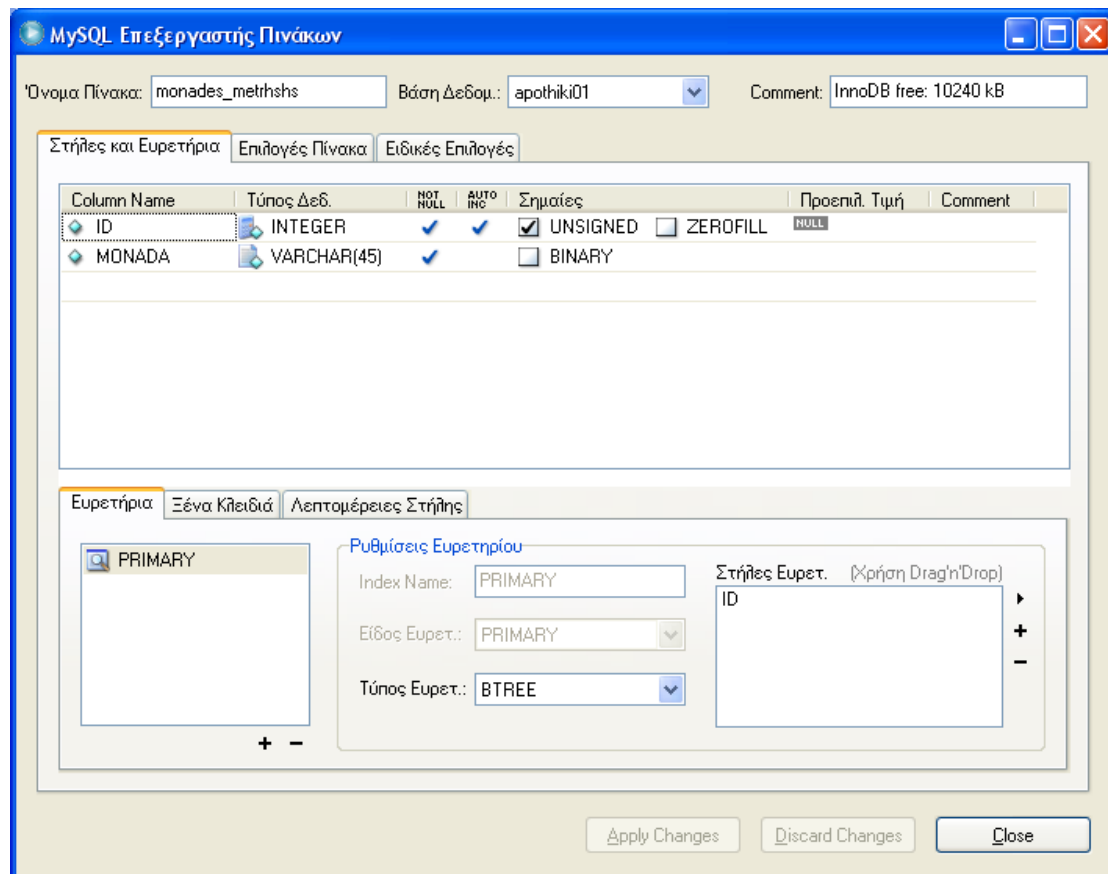 MySQL Επεξεργαστής Πινάκων
Όνομα Πίνακα: monades_metrhshs Βάση Δεδομ.: apothiki01 Comment: InnoDB free: 10240 kB
Στήλες και Ευρετήρια Επιλογές Πίνακα Ειδικές Επιλογές
Column Name Τύπος Δεδ. NOT NULL AUTO INC Σημαίες Προεπιλ. Τιμή Comment
ID INTEGER UNSIGNED ZEROFILL NULL
MONADA VARCHAR(45) BINARY
Ευρετήρια Ξένα Κλειδιά Λεπτομέρειες Στήλης
PRIMARY
Ρυθμίσεις Ευρετηρίου
Index Name: PRIMARY
Είδος Ευρετ.: PRIMARY
Τύπος Ευρετ.: BTREE
Στήλες Ευρετ. (Χρήση Drag'n'Drop)
ID
Apply Changes Discard Changes Close